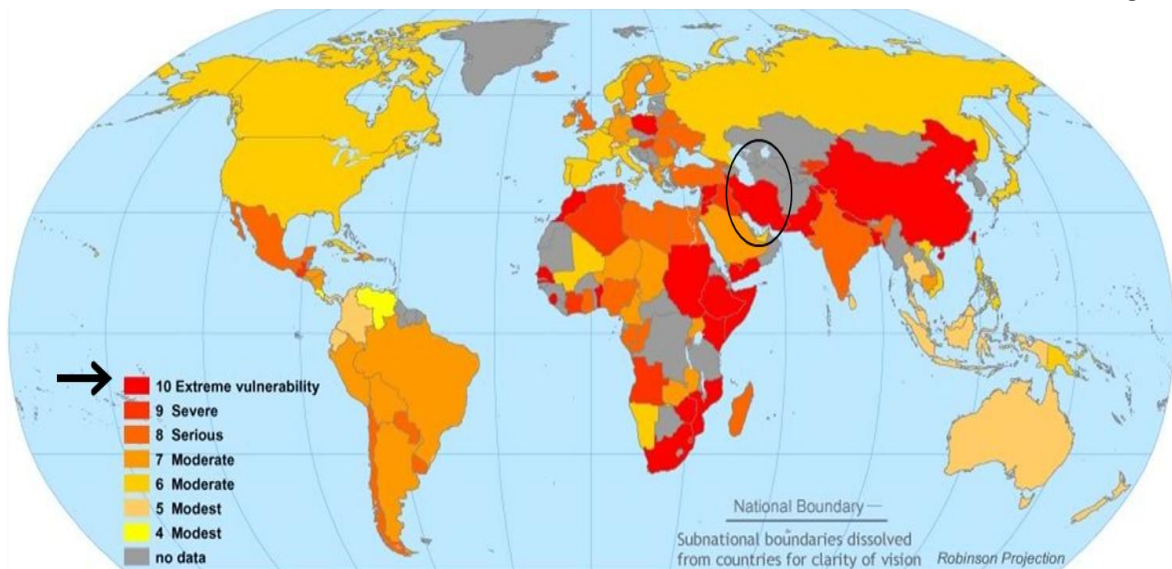 10 Extreme vulnerability
9 Severe
8 Serious
7 Moderate
6 Moderate
5 Modest
4 Modest
no data
National Boundary
Subnational boundaries dissolved
from countries for clarity of vision
Robinson Projection